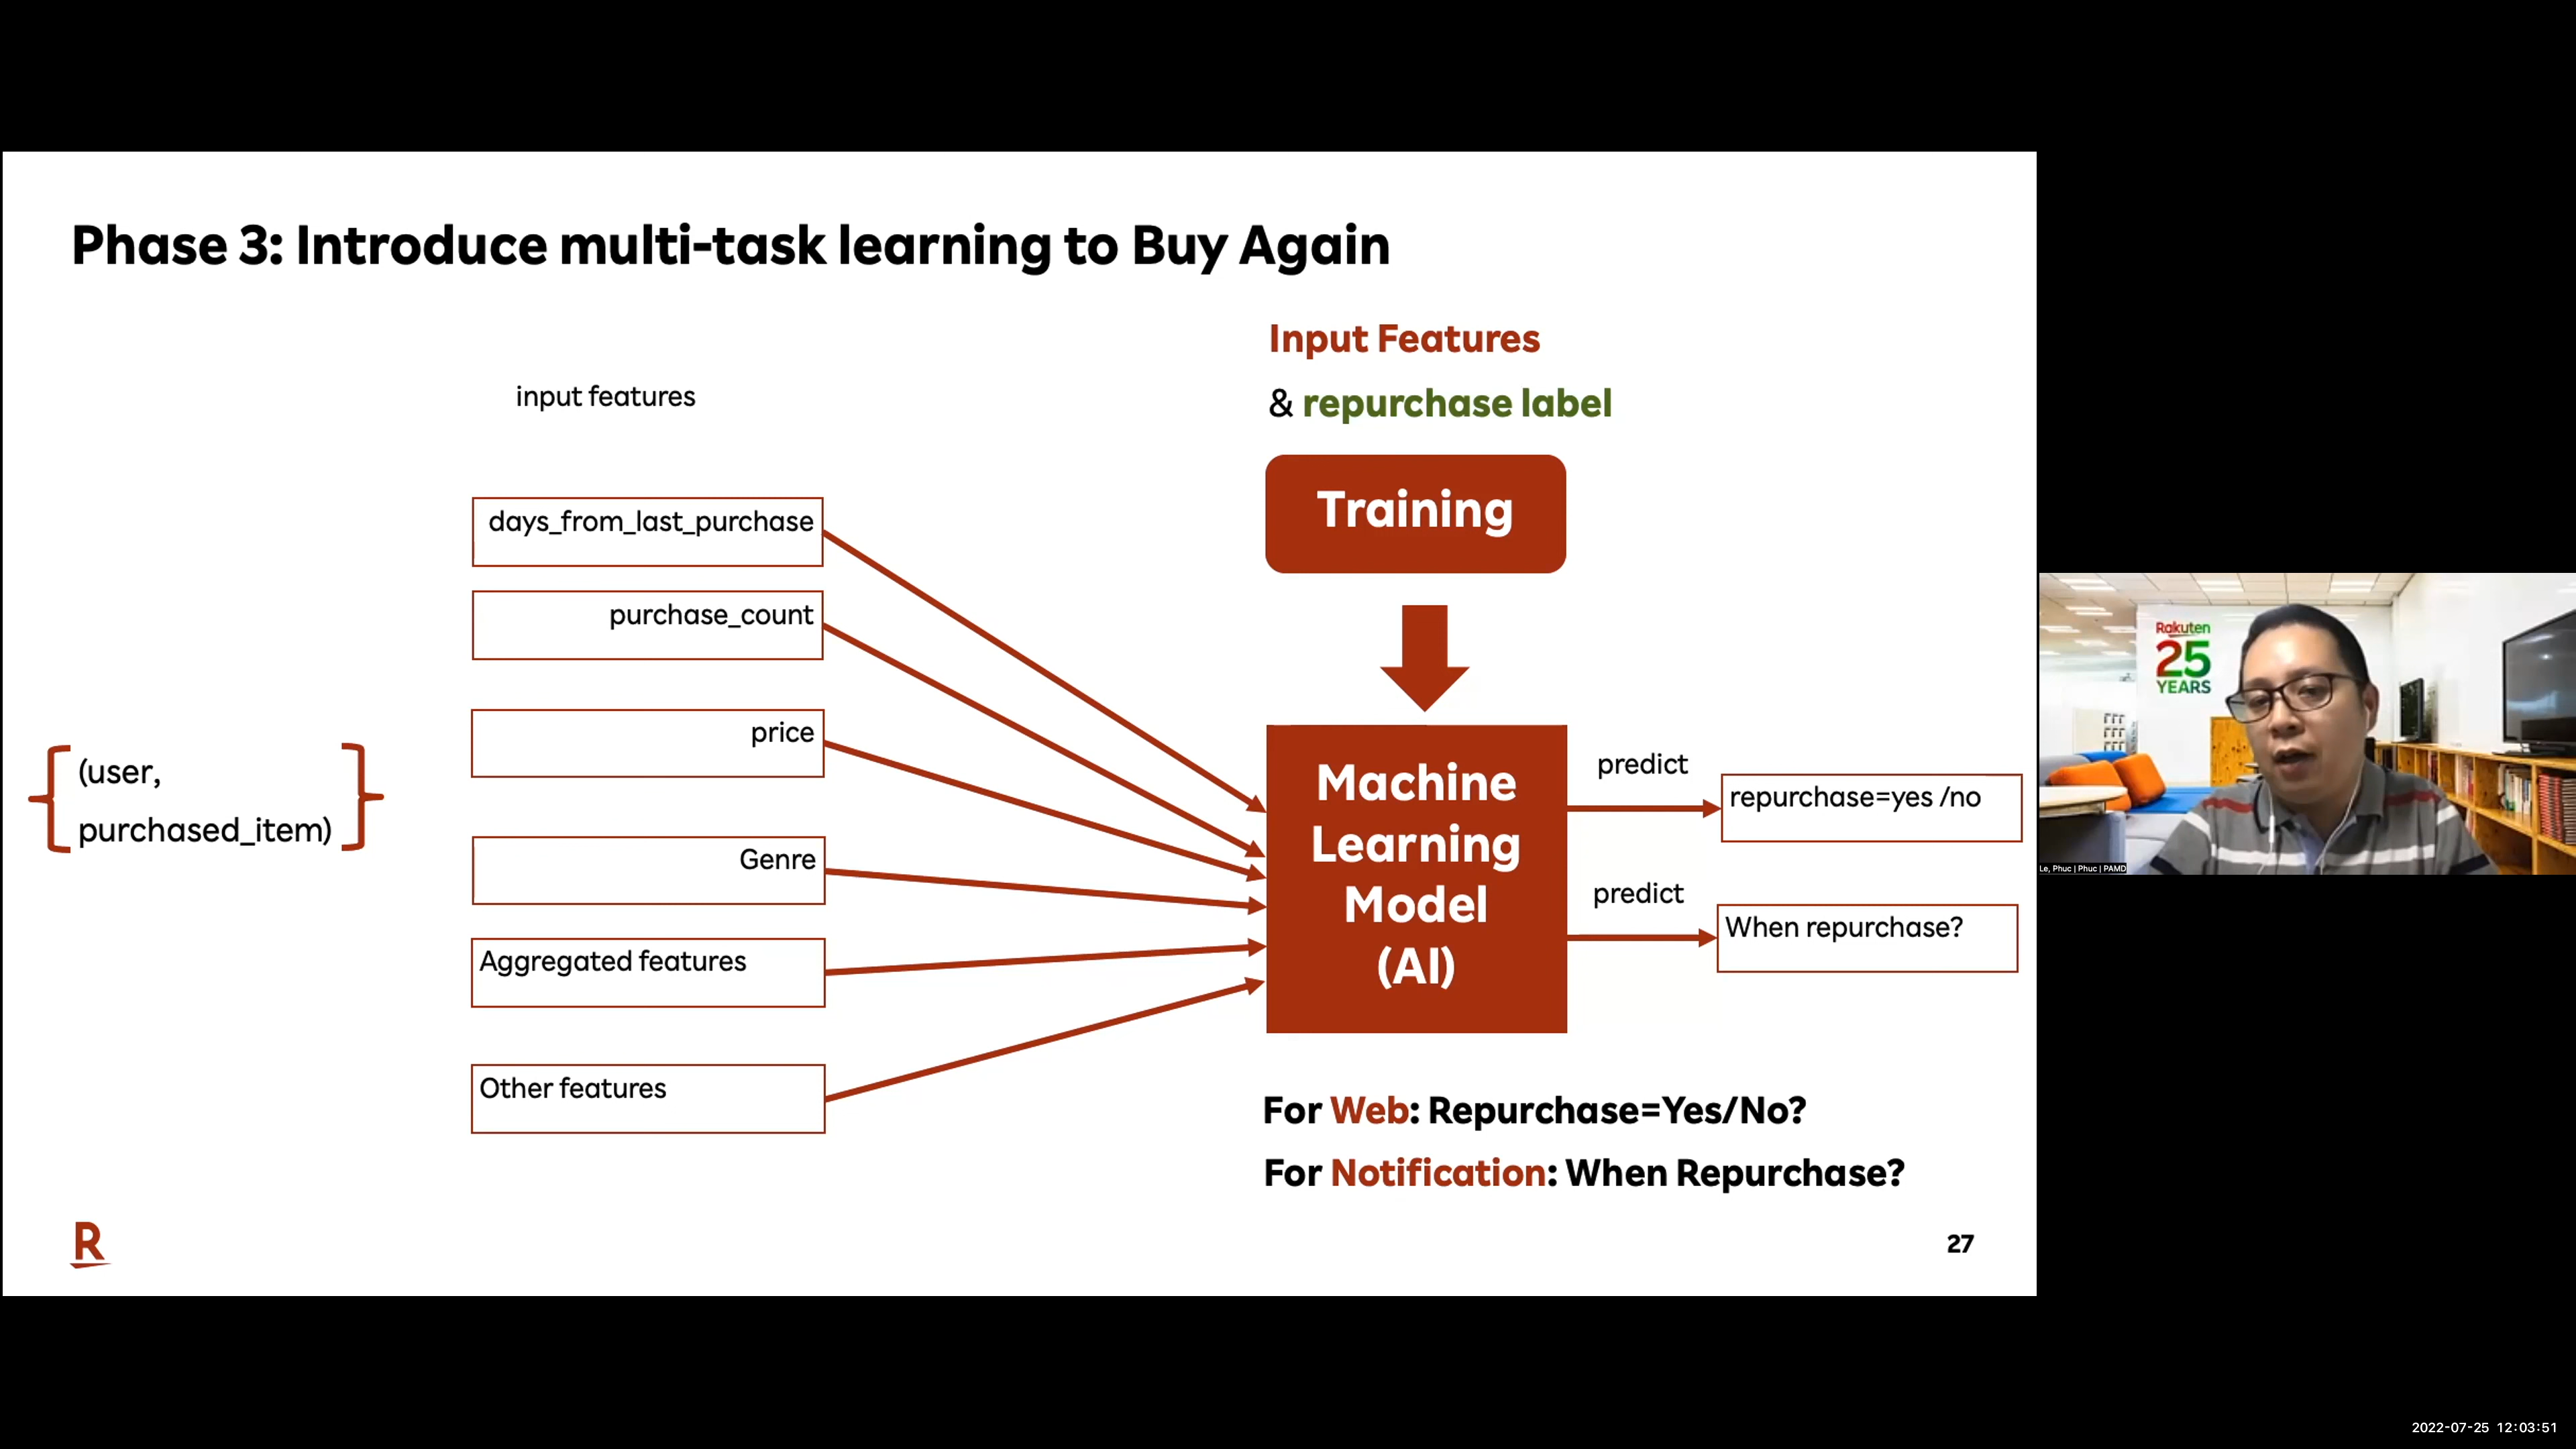 Phase 3: Introduce multi-task learning to Buy Again
Input Features
& repurchase label
input features
Training
days_from_last_purchase
purchase_count
price
Genre
Aggregated features
Other features
(user,
purchased_item)
Machine
Learning
Model
(AI)
predict
repurchase=yes /no
predict
When repurchase?
For Web: Repurchase=Yes/No?
For Notification: When Repurchase?
R
27
Rakuten
25
YEARS
Le, Phuc | Phuc | PAMD
2022-07-25 12:03:51